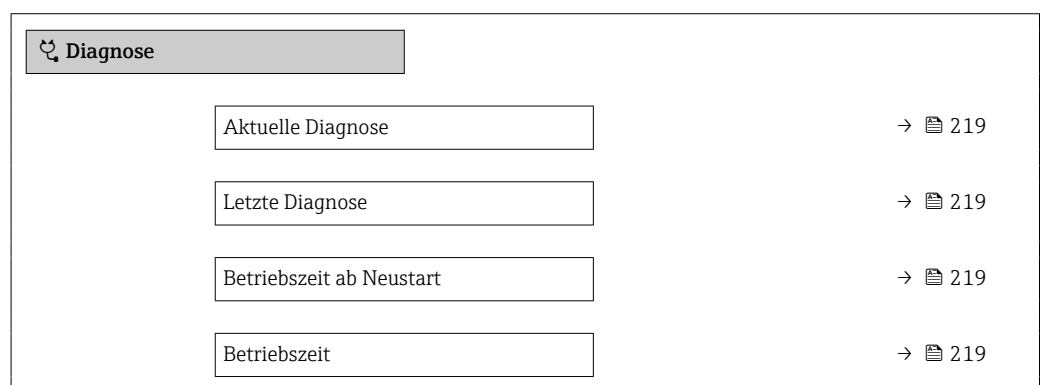 Diagnose
Aktuelle Diagnose → 219
Letzte Diagnose → 219
Betriebszeit ab Neustart → 219
Betriebszeit → 219